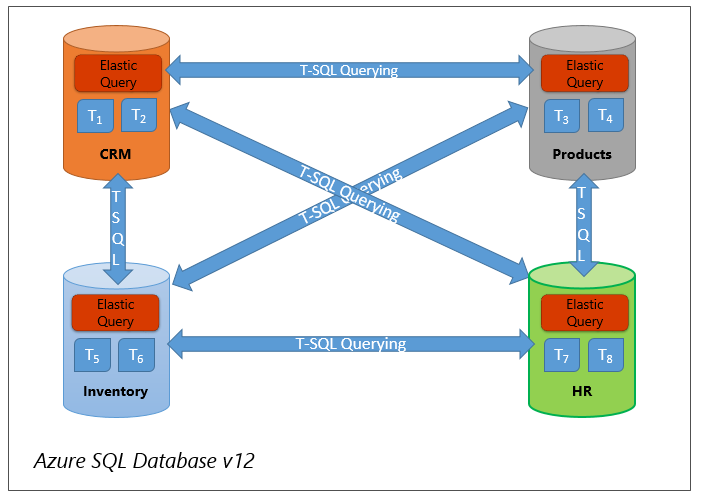 Elastic
Query
T1
T2
CRM
T-SQL Querying
Elastic
Query
T3
T4
Products
T-SQL Querying
T-SQL Querying
T
S
Q
L
T
S
Q
L
Elastic
Query
T5
T6
Inventory
T-SQL Querying
Elastic
Query
T7
T8
HR
Azure SQL Database v12